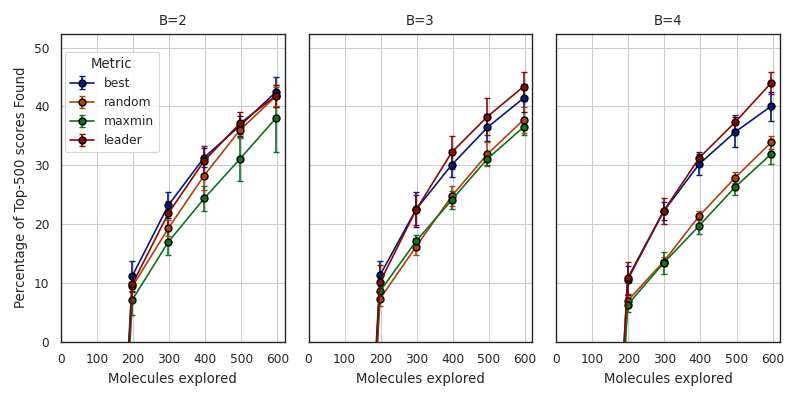 B=2
B=3
B=4
Percentage of Top-500 scores Found
50
40
30
20
10
0
Metric
best
random
maxmin
leader
0 100 200 300 400 500 600
0 100 200 300 400 500 600
0 100 200 300 400 500 600
Molecules explored
Molecules explored
Molecules explored